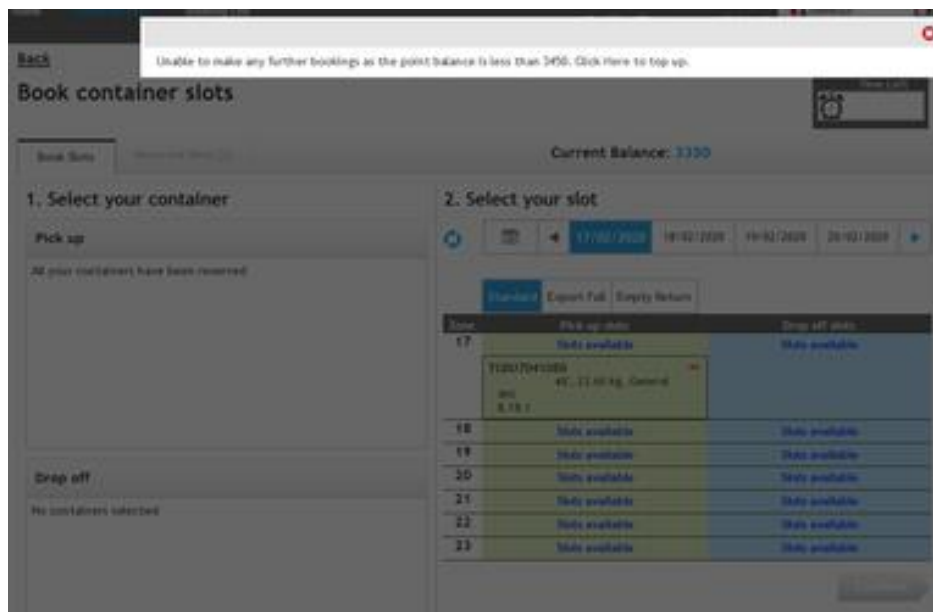 Unable to make any further bookings as the point balance is less than 3450. Click Here to top up.
Back
Book container slots
Book Slots
Current Balance: 3350
1. Select your container
Pick up
All your containers have been reserved
Drop off
No containers selected
2. Select your slot
17/02/2020 18/02/2020 19/02/2020 20/02/2020
Standard Export Full Empty Return
Zone Pick up slots Drop off slots
17 Slots available Slots available
40', General
18 Slots available Slots available
19 Slots available Slots available
20 Slots available Slots available
21 Slots available Slots available
22 Slots available Slots available
23 Slots available Slots available